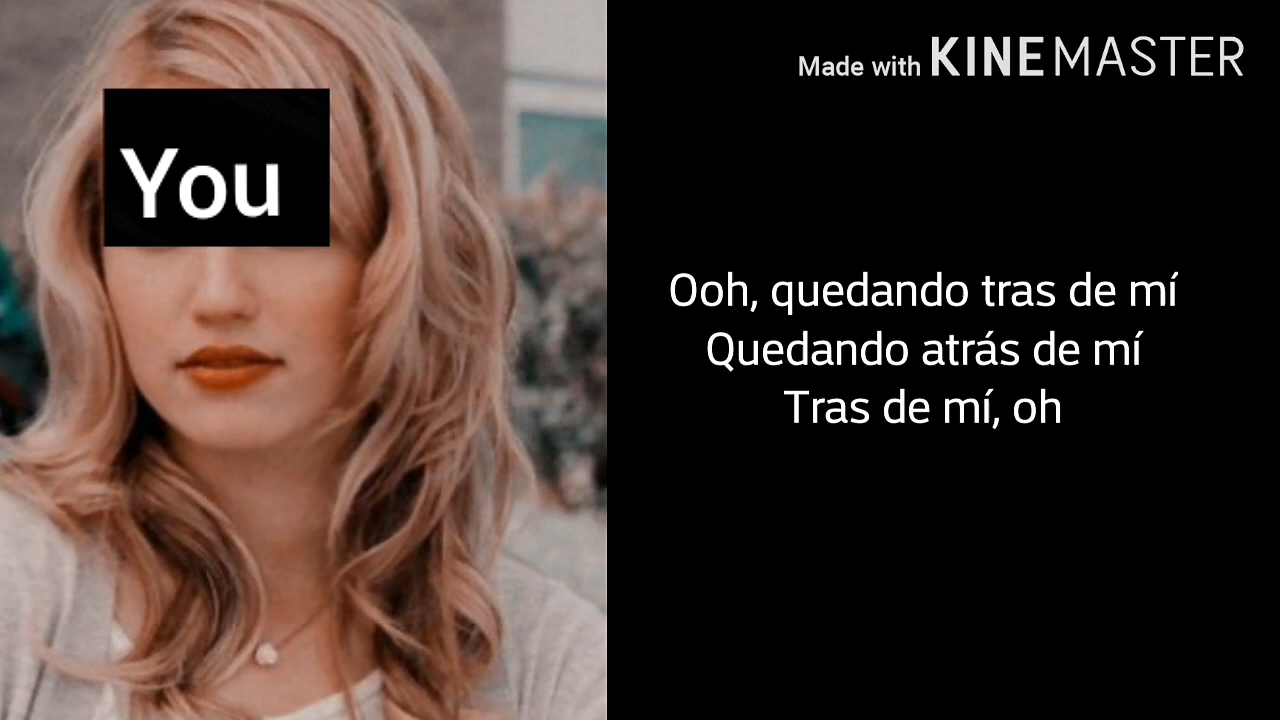 You
Made with KINEMASTER
Ooh, quedando tras de mí
Quedando atrás de mí
Tras de mí, oh